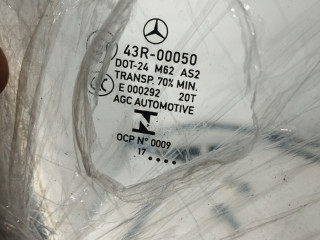 43R-00050
DOT-24 M62 AS2
TRANSP. 70% MIN.
E 000292 20T
AGC AUTOMOTIVE
OCP N° 0009
17 ....